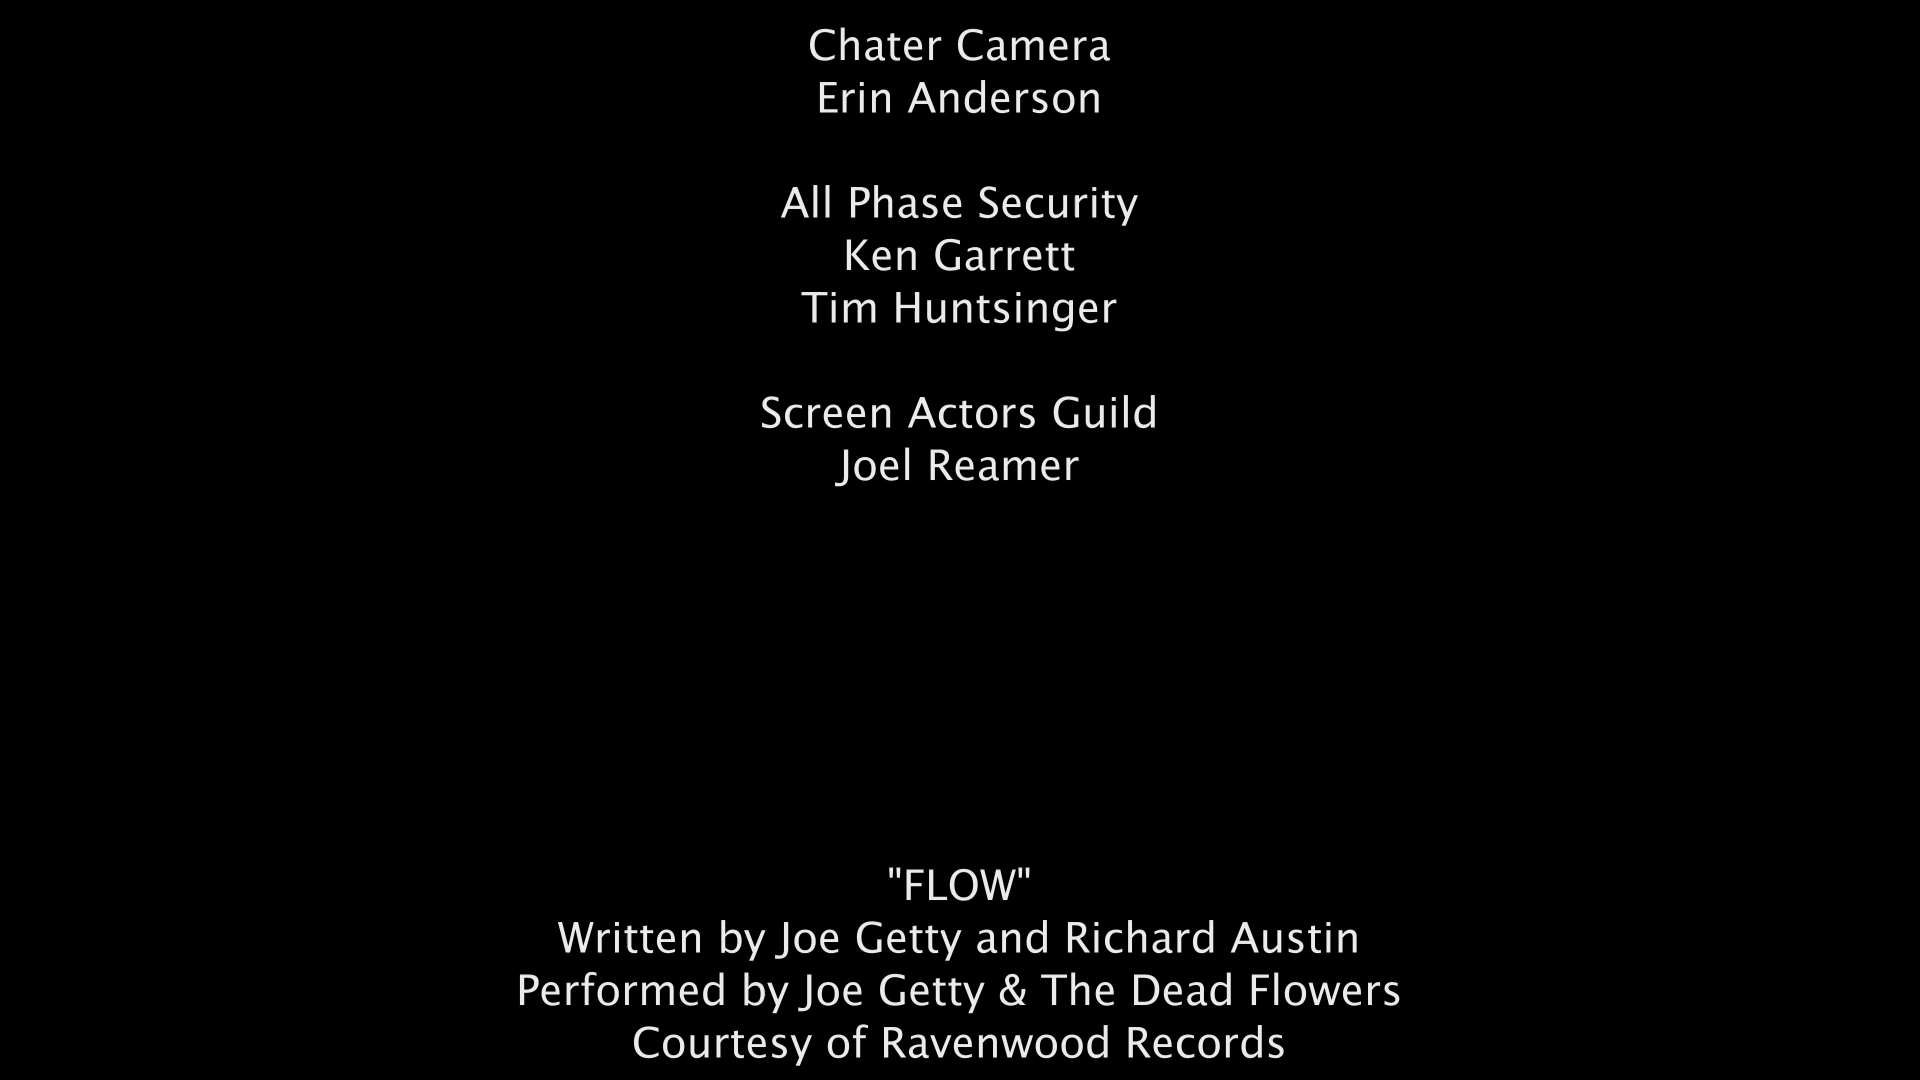 Chater Camera
Erin Anderson
All Phase Security
Ken Garrett
Tim Huntsinger
Screen Actors Guild
Joel Reamer
"FLOW"
Written by Joe Getty and Richard Austin
Performed by Joe Getty & The Dead Flowers
Courtesy of Ravenwood Records